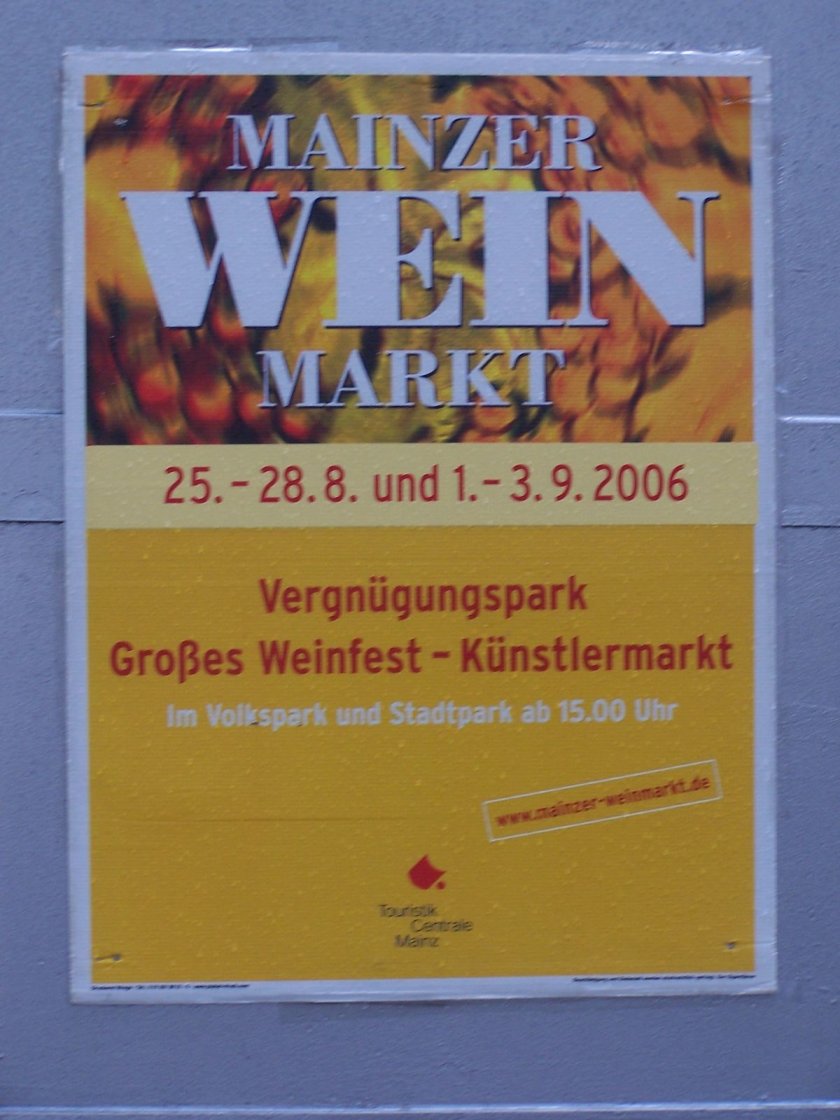 MAINZER
WEIN
MARKT
25.–28.8. und 1.–3.9.2006
Vergnügungspark
Großes Weinfest – Künstlermarkt
Im Volkspark und Stadtpark ab 15.00 Uhr
www.mainzer-weinmarkt.de
Touristik
Centrale
Mainz